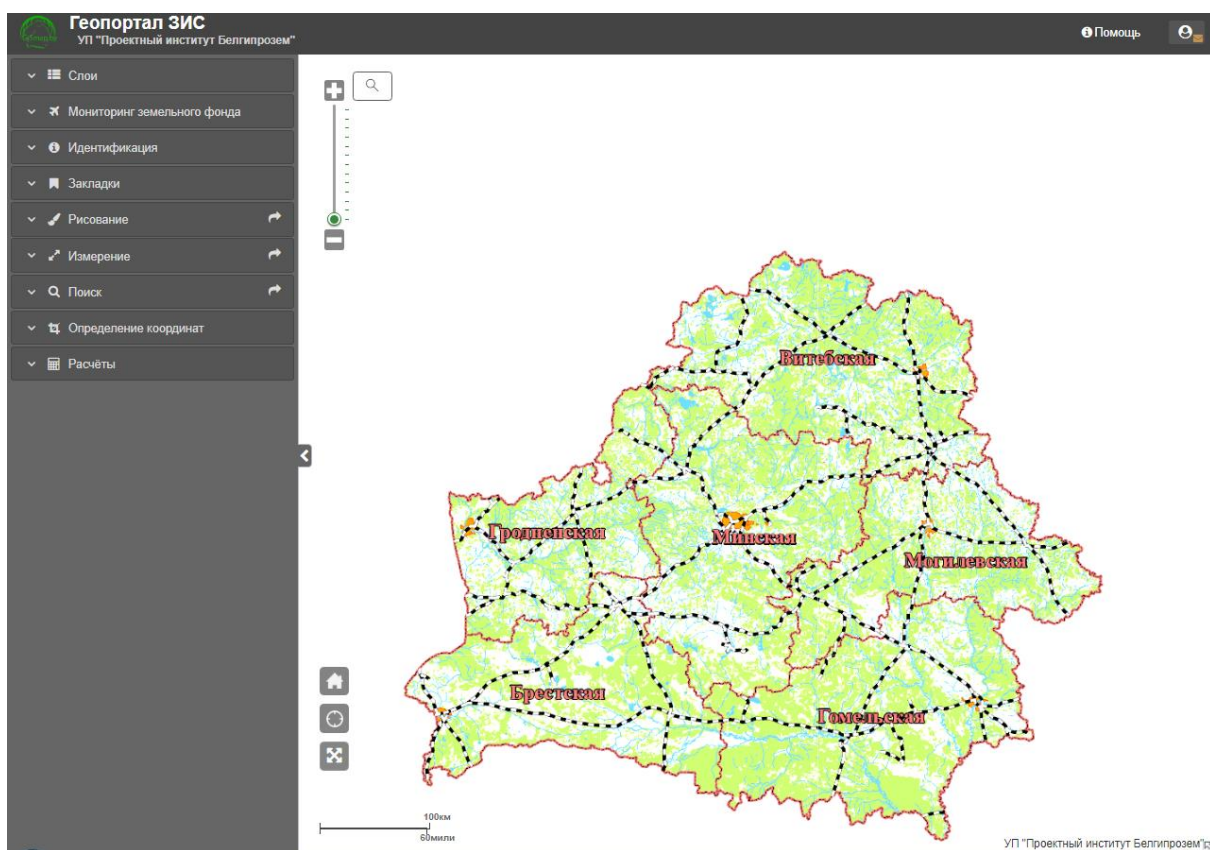 Геопортал ЗИС
УП "Проектный институт Белгипрозем"
Помощь
Слои
Мониторинг земельного фонда
Идентификация
Закладки
Рисование
Измерение
Поиск
Определение координат
Расчёты
Витебская
Гродненская
Минская
Могилевская
Брестская
Гомельская
100км
60мили
УП "Проектный институт Белгипрозем"